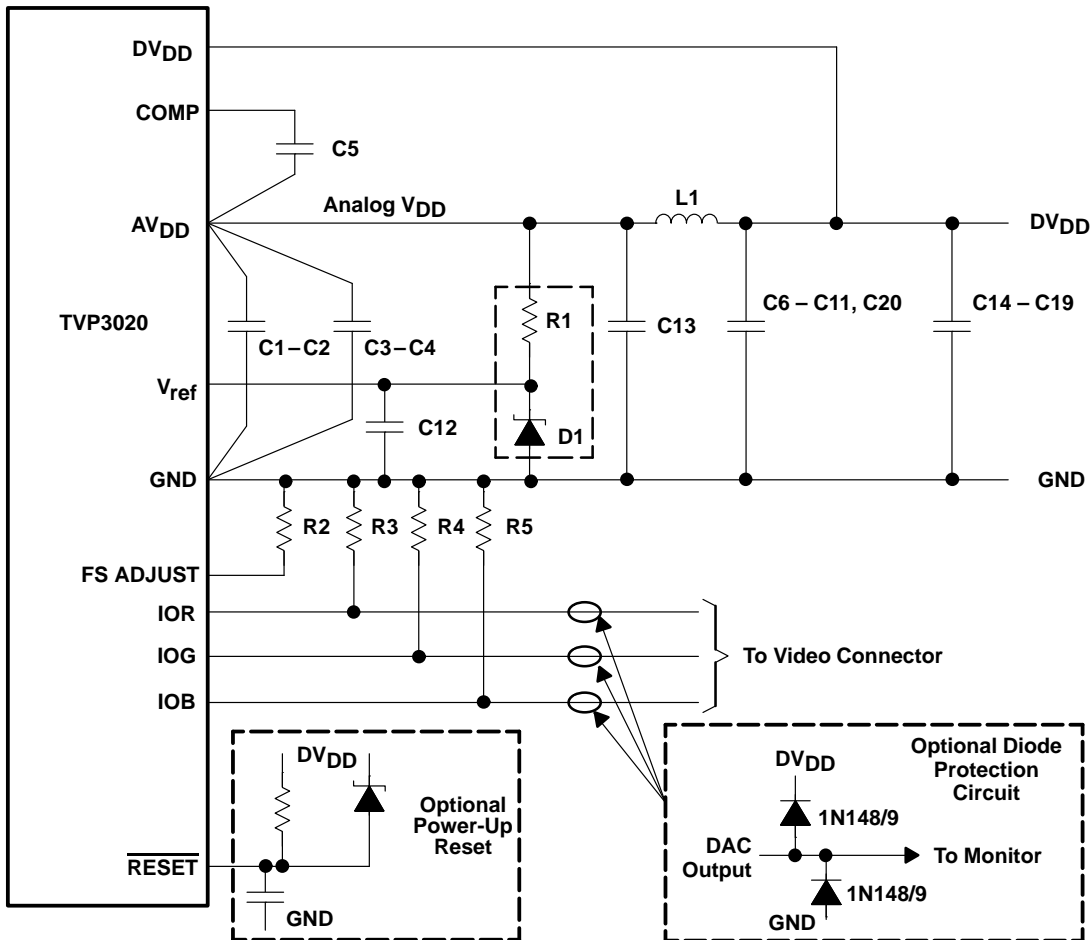 DVDD
COMP
C5
L1
Analog VDD
AVDD
DVDD
TVP3020
R1
C1–C2
C3–C4
C13
C6 – C11, C20
C14 – C19
Vref
C12
D1
GND
GND
R2
R3
R4
R5
FS ADJUST
IOR
IOG
To Video Connector
IOB
DVDD
Optional
Power-Up
Reset
RESET
GND
Optional Diode
Protection
Circuit
DVDD
1N148/9
DAC
Output
To Monitor
1N148/9
GND